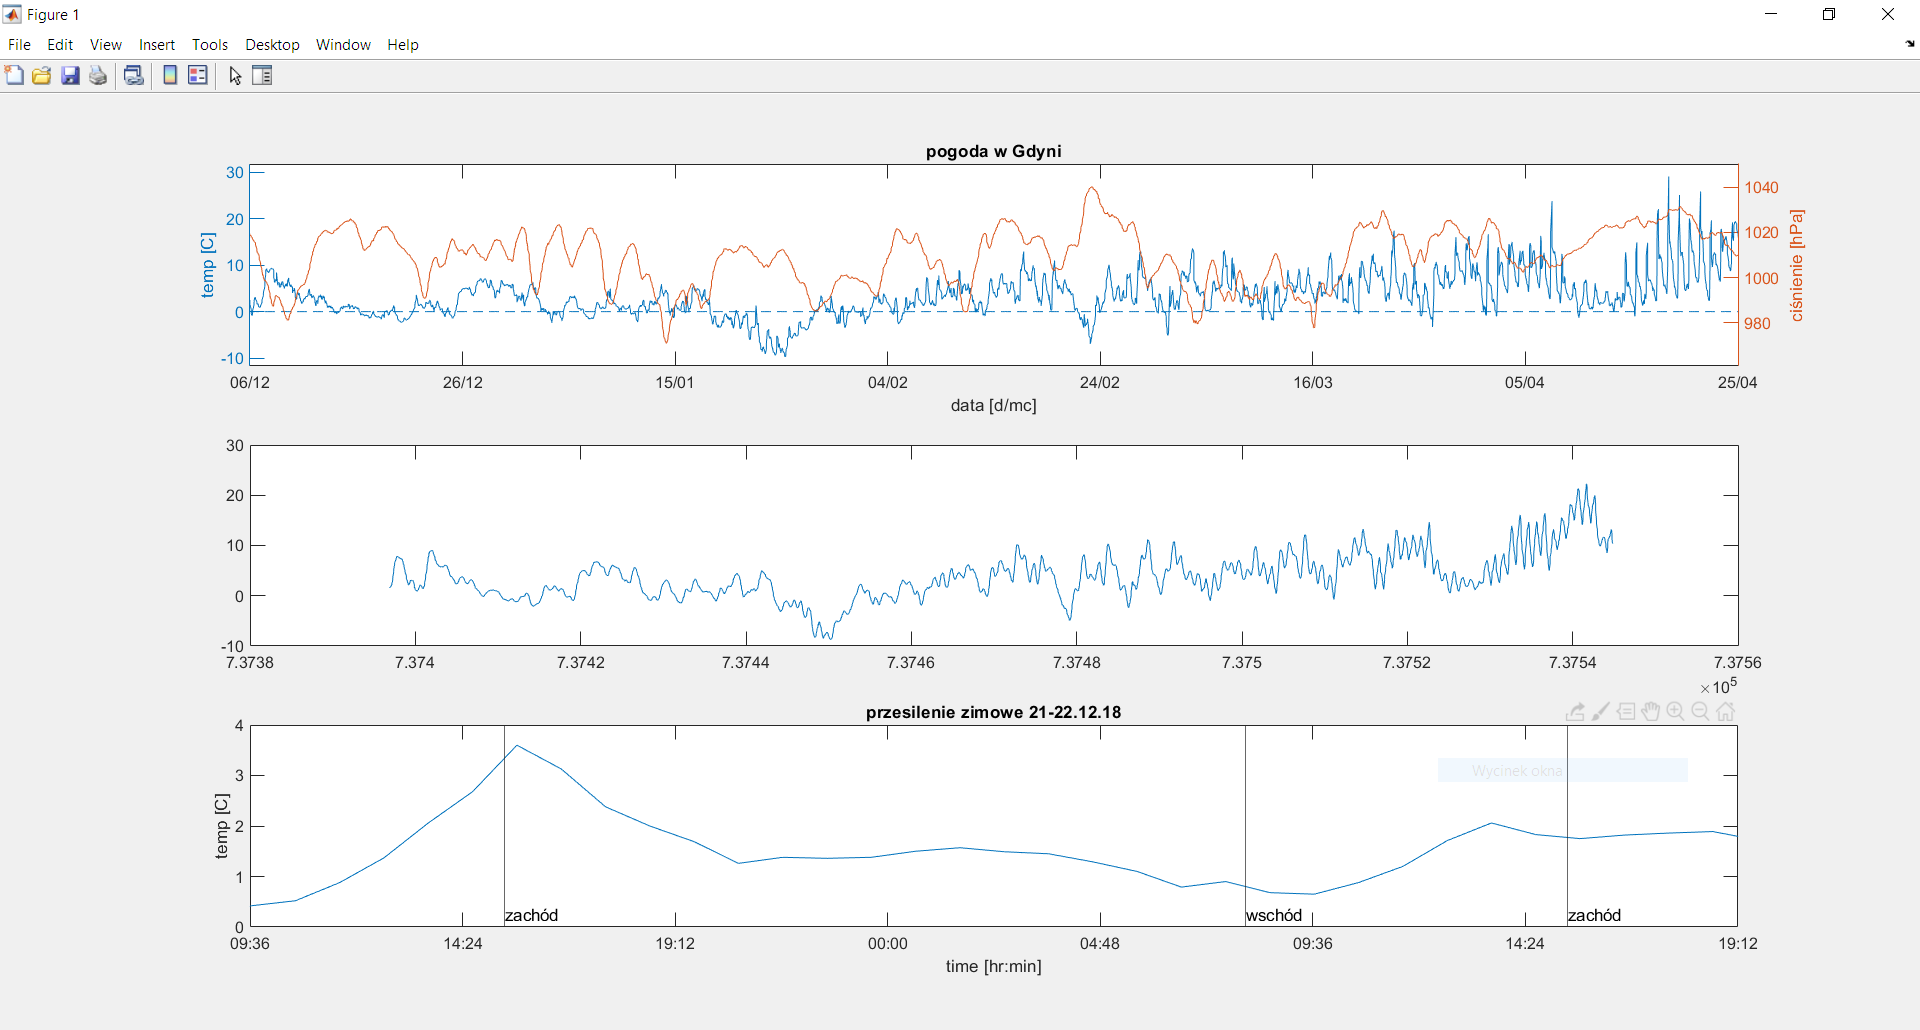 Figure 1
File Edit View Insert Tools Desktop Window Help
pogoda w Gdyni
30
20
10
0
-10
temp [C]
1040
1020
1000
980
ciśnienie [hPa]
06/12 26/12 15/01 04/02 24/02 16/03 05/04 25/04
data [d/mc]
30
20
10
0
-10
7.3738 7.374 7.3742 7.3744 7.3746 7.3748 7.375 7.3752 7.3754 7.3756
×10^5
przesilenie zimowe 21-22.12.18
4
3
2
1
0
temp [C]
Wycinek okna
zachód wschód zachód
09:36 14:24 19:12 00:00 04:48 09:36 14:24 19:12
time [hr:min]